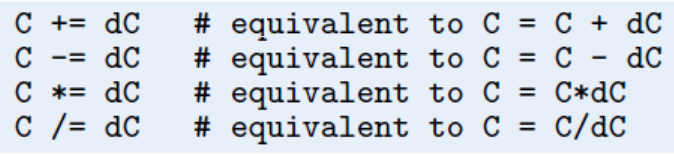 C += dC   # equivalent to C = C + dC
C -= dC   # equivalent to C = C - dC
C *= dC   # equivalent to C = C*dC
C /= dC   # equivalent to C = C/dC